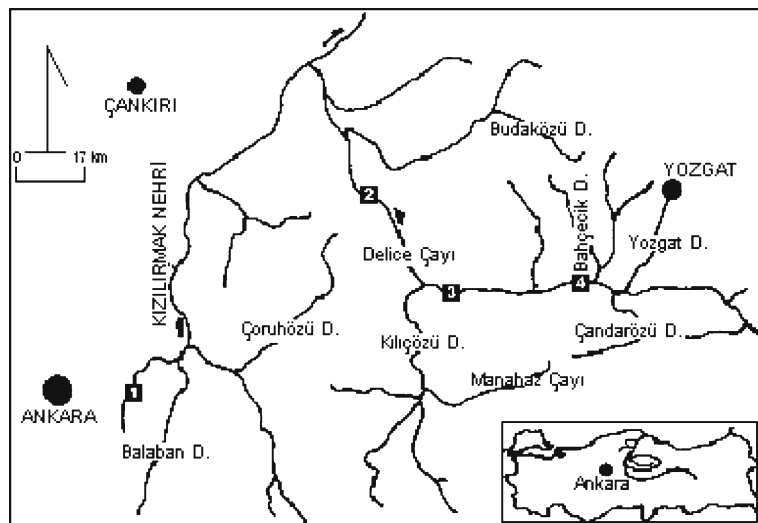 ÇANKIRI
0 17 km
KIZILIRMAK NEHRİ
Budaközü D.
YOZGAT
2
Bahçecik D.
Yozgat D.
Delice Çayı
3
4
Çoruhözü D.
Kılıçözü D.
Çandarözü D.
Manahaz Çayı
1
ANKARA
Balaban D.
Ankara